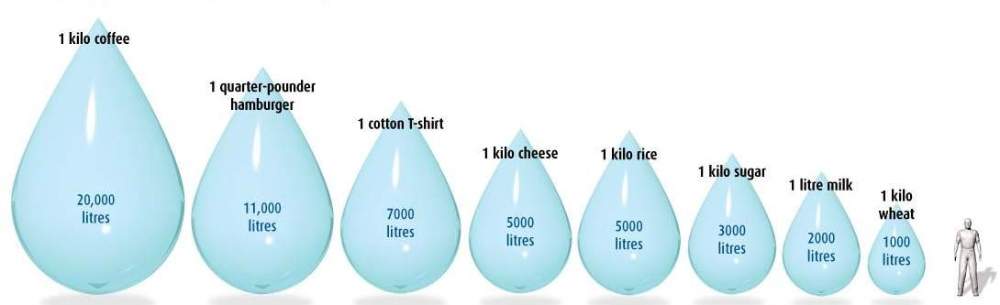 1 kilo coffee
20,000
litres
1 quarter-pounder
hamburger
11,000
litres
1 cotton T-shirt
7000
litres
1 kilo cheese
5000
litres
1 kilo rice
5000
litres
1 kilo sugar
3000
litres
1 litre milk
2000
litres
1 kilo
wheat
1000
litres